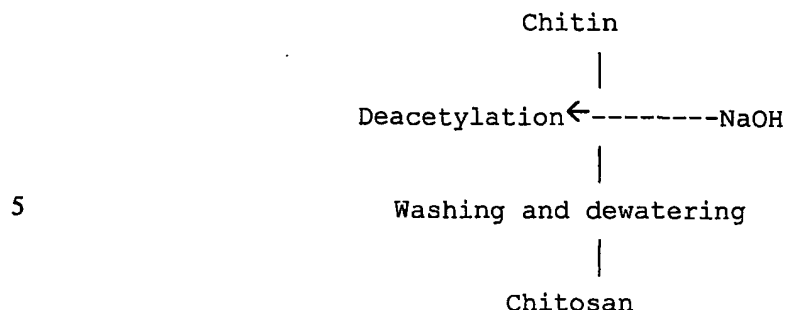 Chitin
|
Deacetylation←--------NaOH
|
5 Washing and dewatering
|
Chitosan